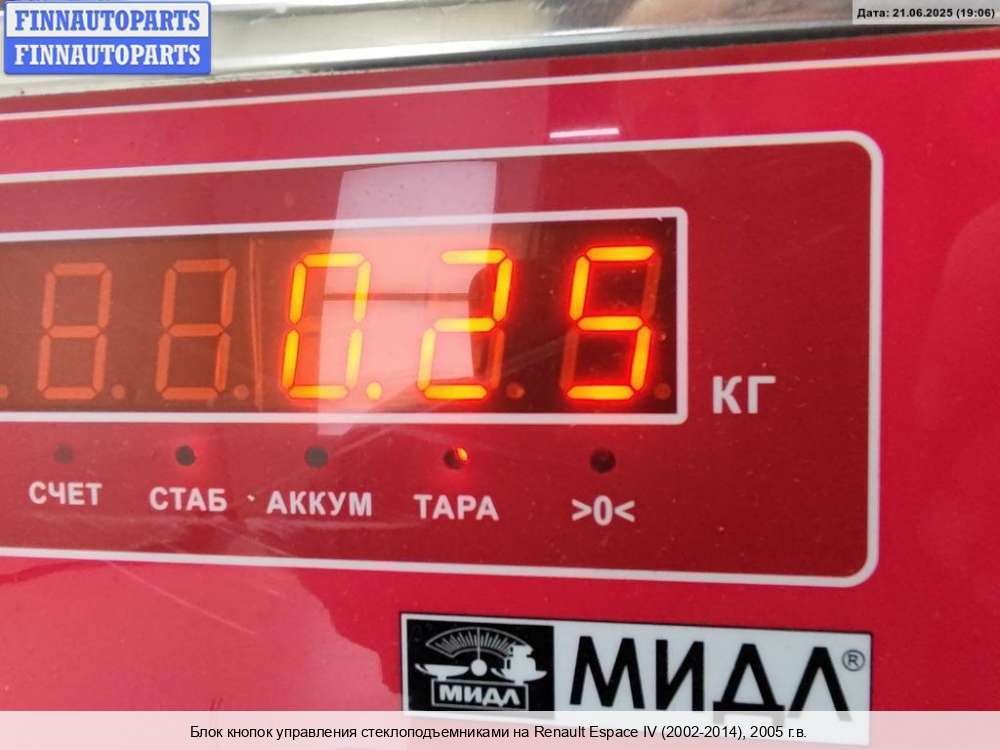 FINNAUTOPARTS
FINNAUTOPARTS
Дата: 21.06.2025 (19:06)
0.25
КГ
СЧЕТ СТАБ АККУМ ТАРА >0<
МИДЛ МИДЛ®
Блок кнопок управления стеклоподъемниками на Renault Espace IV (2002-2014), 2005 г.в.